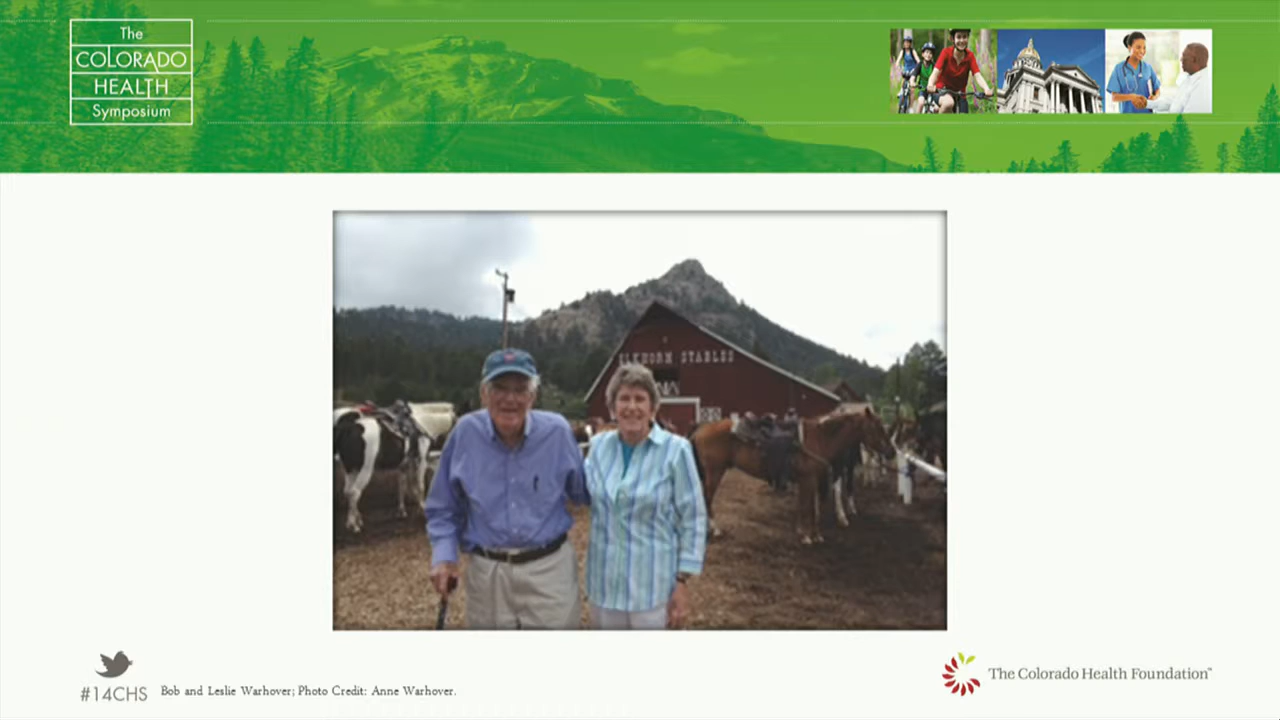 The
COLORADO
HEALTH
Symposium
ELKHORN STABLES
#14CHS
Bob and Leslie Warhover; Photo Credit: Anne Warhover.
The Colorado Health Foundation™